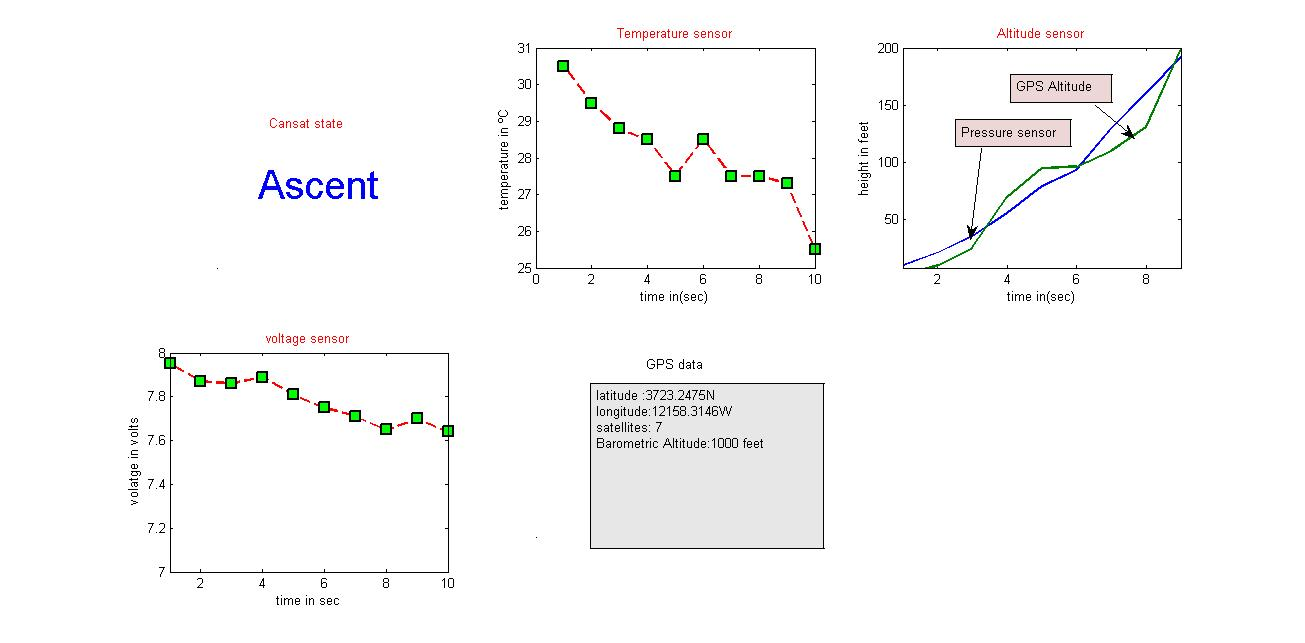 Cansat state
Ascent
Temperature sensor
31
30
29
28
27
26
25
0
2
4
6
8
10
temperature in ºC
time in(sec)
Altitude sensor
200
150
100
50
2
4
6
8
height in feet
time in(sec)
GPS Altitude
Pressure sensor
voltage sensor
8
7.8
7.6
7.4
7.2
7
2
4
6
8
10
volatge in volts
time in sec
GPS data
latitude :3723.2475N
longitude:12158.3146W
satellites: 7
Barometric Altitude:1000 feet